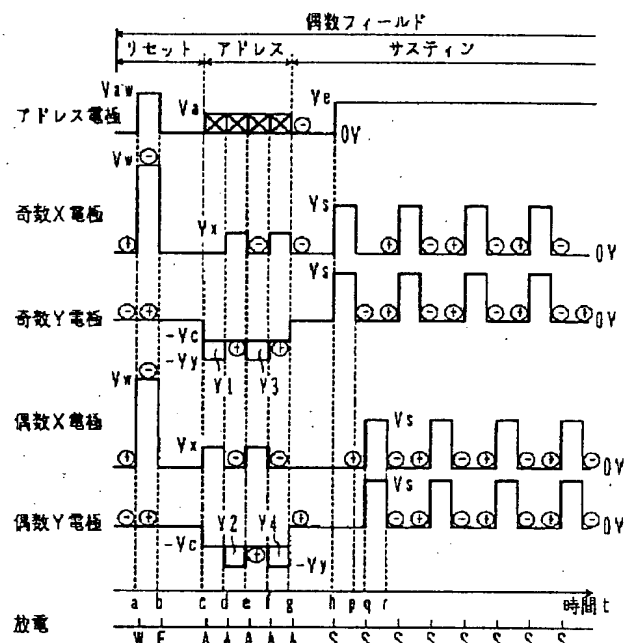 偶数フィールド
リセット アドレス サスティン
Vaw Va Ve
アドレス電極 ⊖ 0V
Vw ⊖
奇数X電極 Vx Vs
⊕ ⊖ ⊖ ⊕ ⊖ ⊕ ⊖ ⊕ ⊖ 0V
Vs
奇数Y電極 ⊖ ⊕ ⊖ ⊖ ⊕ ⊖ ⊕ ⊖ ⊕ 0V
-Vc ⊕ ⊕
-Vy Y1 Y3
Vw ⊖
偶数X電極 Vx Vs
⊕ ⊖ ⊖ ⊕ ⊖ ⊕ ⊖ ⊕ ⊖ ⊕ ⊖ 0V
Vs
偶数Y電極 ⊖ ⊕ ⊕ ⊖ ⊕ ⊖ ⊕ ⊖ ⊕ ⊖ 0V
-Vc Y2 Y4 ⊕
-Vy
a b c d e f g h p q r 時間t
放電 W E A A A A A S S S S S S S S